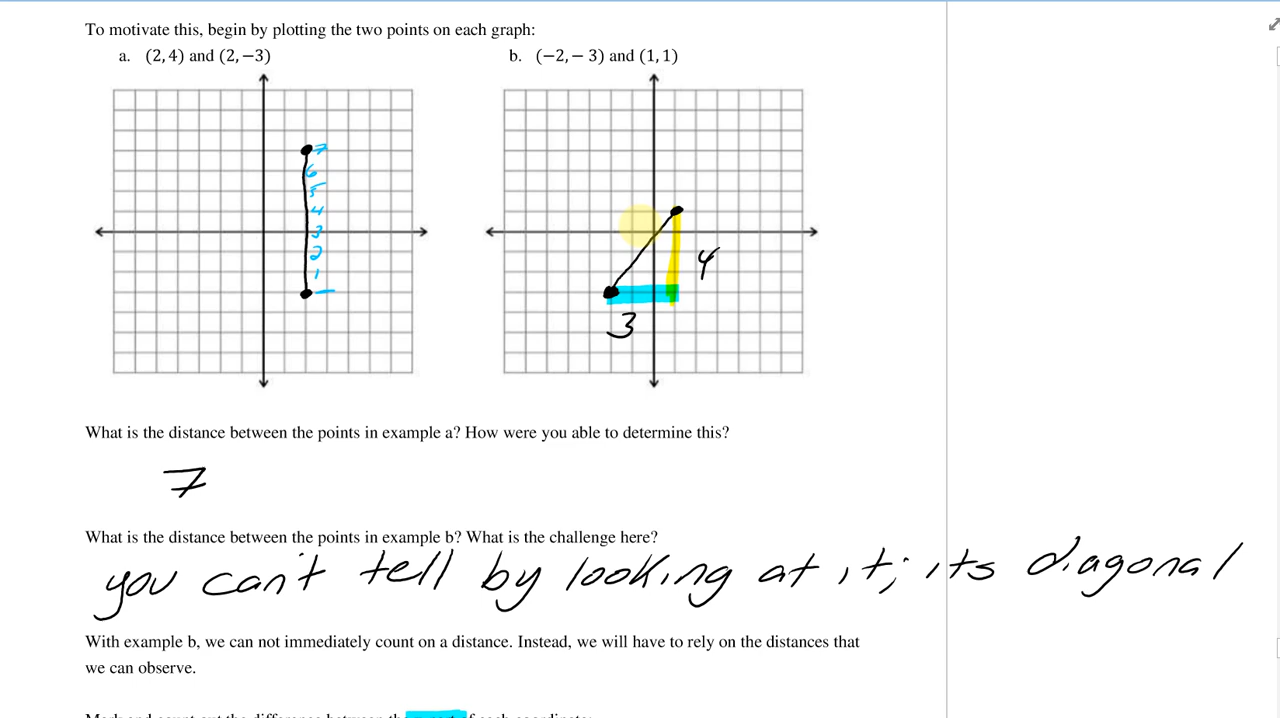 To motivate this, begin by plotting the two points on each graph:
a. (2,4) and (2,−3) b. (−2,− 3) and (1,1)
7
6
5
4
3
2
1
4
3
What is the distance between the points in example a? How were you able to determine this?
7
What is the distance between the points in example b? What is the challenge here?
you can't tell by looking at it; its diagonal
With example b, we can not immediately count on a distance. Instead, we will have to rely on the distances that
we can observe.